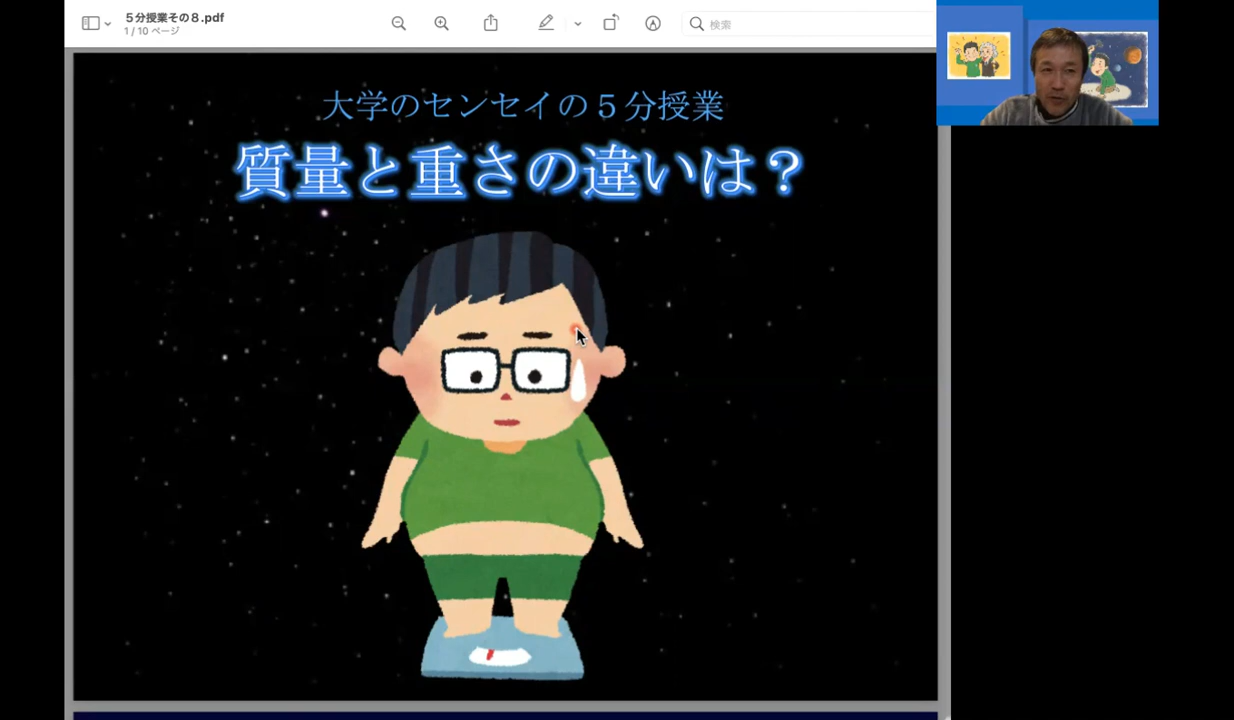 5分授業その8.pdf
1 / 10 ページ
検索
大学のセンセイの５分授業
質量と重さの違いは？